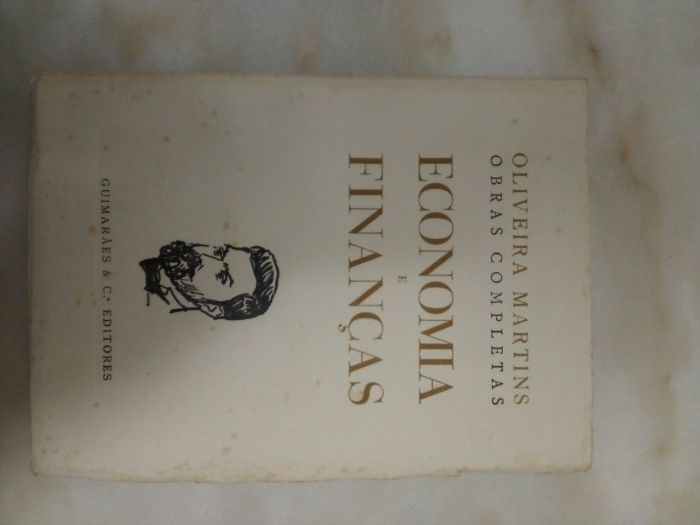 OLIVEIRA MARTINS
OBRAS COMPLETAS
ECONOMIA
E
FINANÇAS
GUIMARÃES & C.ª EDITORES